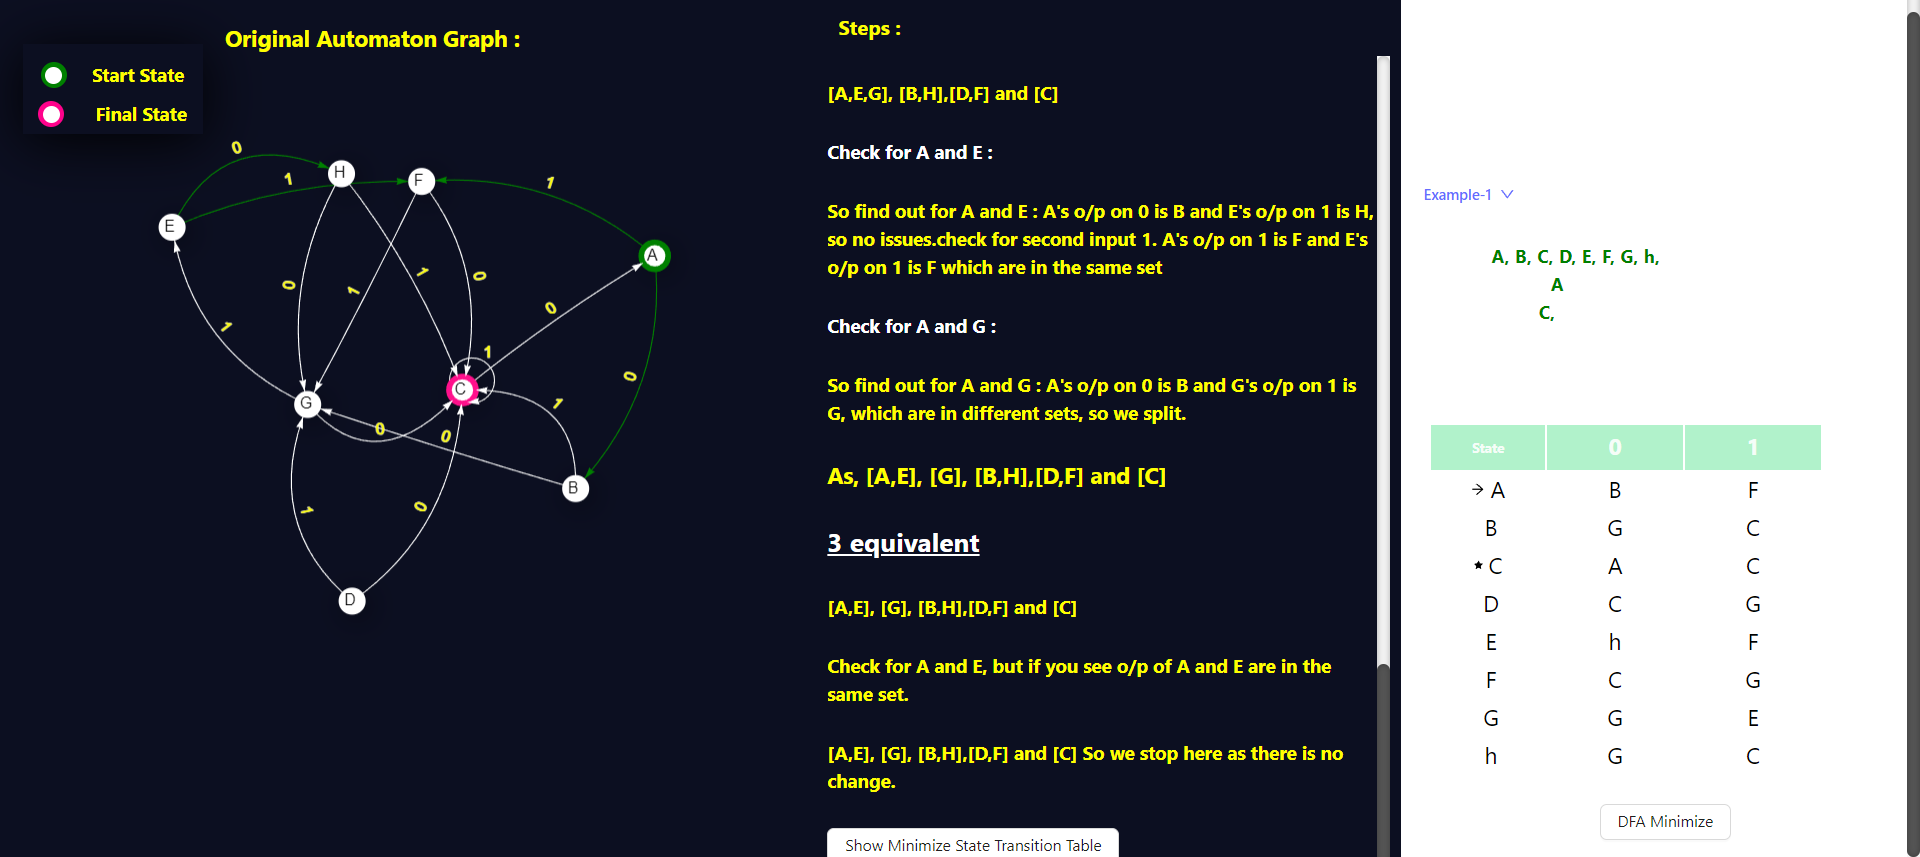 Original Automaton Graph :
Start State
Final State
0
1
H
F
1
E
A
0
1
1
0
0
1
1
C
0
G
0
0
1
B
1
0
D
Steps :
[A,E,G], [B,H],[D,F] and [C]
Check for A and E :
So find out for A and E : A's o/p on 0 is B and E's o/p on 1 is H,
so no issues.check for second input 1. A's o/p on 1 is F and E's
o/p on 1 is F which are in the same set
Check for A and G :
So find out for A and G : A's o/p on 0 is B and G's o/p on 1 is
G, which are in different sets, so we split.
As, [A,E], [G], [B,H],[D,F] and [C]
3 equivalent
[A,E], [G], [B,H],[D,F] and [C]
Check for A and E, but if you see o/p of A and E are in the
same set.
[A,E], [G], [B,H],[D,F] and [C] So we stop here as there is no
change.
Show Minimize State Transition Table
Example-1
A, B, C, D, E, F, G, h,
A
C,
State 0 1
→ A B F
B G C
★ C A C
D C G
E h F
F C G
G G E
h G C
DFA Minimize